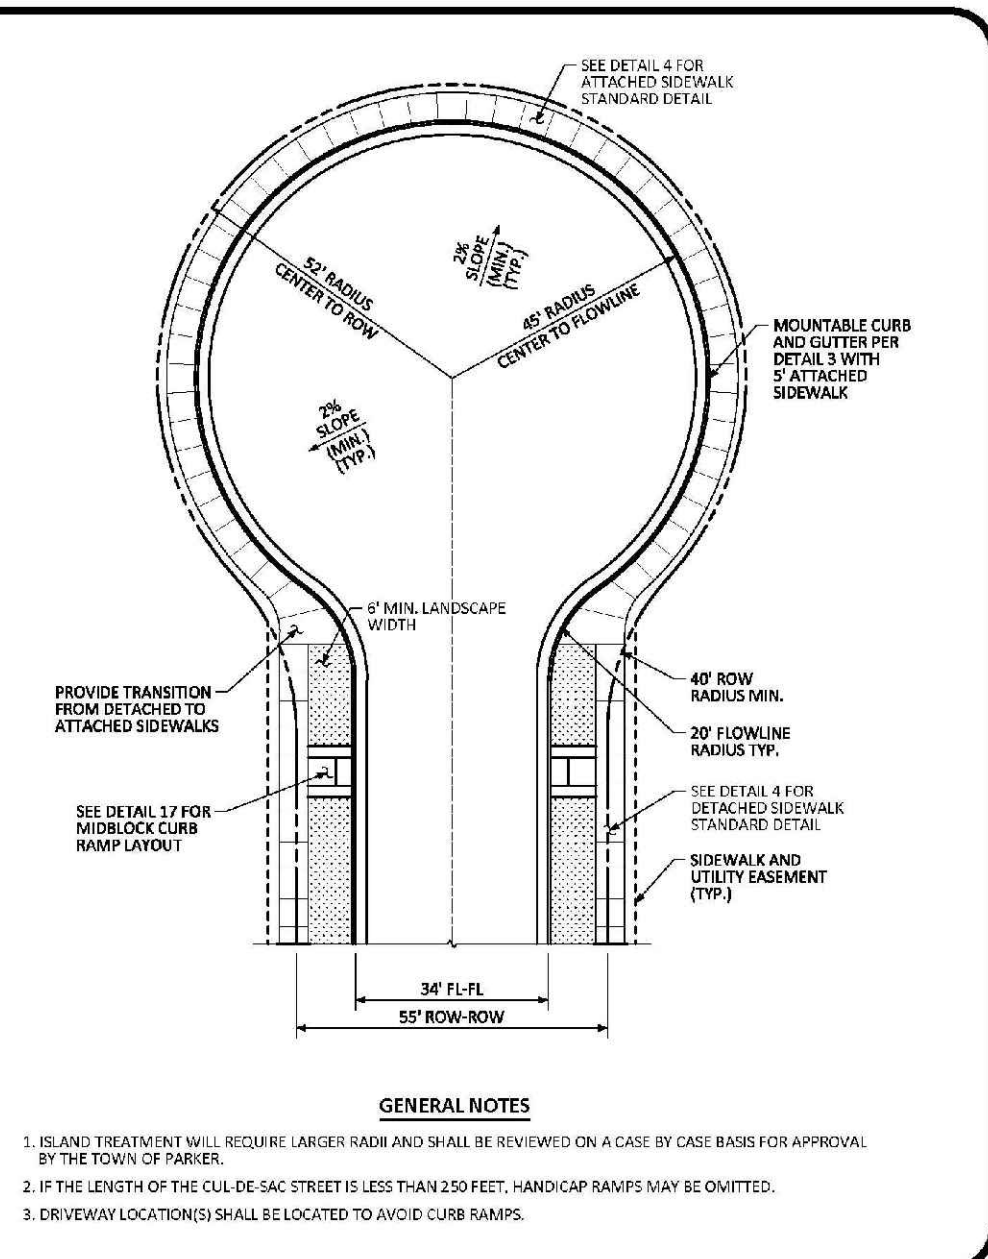 SEE DETAIL 4 FOR
ATTACHED SIDEWALK
STANDARD DETAIL
2%
SLOPE
(MIN.)
(TYP.)
52' RADIUS
CENTER TO ROW
45' RADIUS
CENTER TO FLOWLINE
MOUNTABLE CURB
AND GUTTER PER
DETAIL 3 WITH
5' ATTACHED
SIDEWALK
2%
SLOPE
(MIN.)
(TYP.)
6' MIN. LANDSCAPE
WIDTH
PROVIDE TRANSITION
FROM DETACHED TO
ATTACHED SIDEWALKS
40' ROW
RADIUS MIN.
20' FLOWLINE
RADIUS TYP.
SEE DETAIL 17 FOR
MIDBLOCK CURB
RAMP LAYOUT
SEE DETAIL 4 FOR
DETACHED SIDEWALK
STANDARD DETAIL
SIDEWALK AND
UTILITY EASEMENT
(TYP.)
34' FL-FL
55' ROW-ROW
GENERAL NOTES
1. ISLAND TREATMENT WILL REQUIRE LARGER RADII AND SHALL BE REVIEWED ON A CASE BY CASE BASIS FOR APPROVAL
BY THE TOWN OF PARKER.
2. IF THE LENGTH OF THE CUL-DE-SAC STREET IS LESS THAN 250 FEET, HANDICAP RAMPS MAY BE OMITTED.
3. DRIVEWAY LOCATION(S) SHALL BE LOCATED TO AVOID CURB RAMPS.